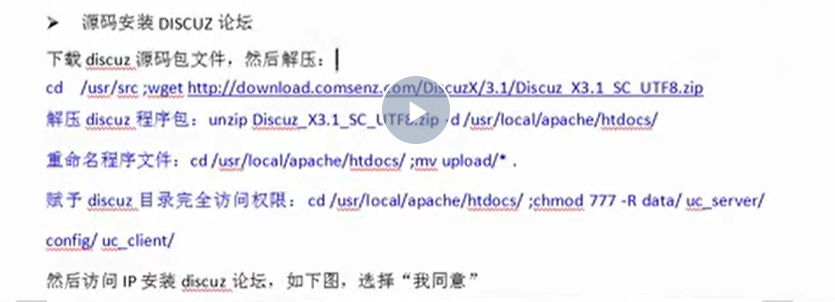 ➤ 源码安装 DISCUZ 论坛
下载 discuz 源码包文件，然后解压：
cd /usr/src ;wget http://download.comsenz.com/DiscuzX/3.1/Discuz_X3.1_SC_UTF8.zip
解压 discuz 程序包：unzip Discuz_X3.1_SC_UTF8.zip -d /usr/local/apache/htdocs/
重命名程序文件：cd /usr/local/apache/htdocs/ ;mv upload/* .
赋予 discuz 目录完全访问权限：cd /usr/local/apache/htdocs/ ;chmod 777 -R data/ uc_server/
config/ uc_client/
然后访问 IP 安装 discuz 论坛，如下图，选择“我同意”